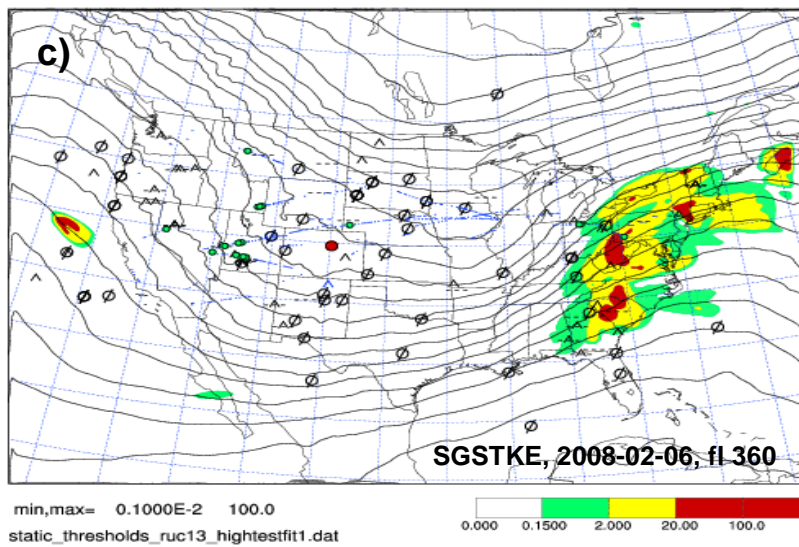 c)
SGSTKE, 2008-02-06, fl 360
min,max= 0.1000E-2 100.0
0.000 0.1500 2.000 20.00 100.0
static_thresholds_ruc13_hightestfit1.dat